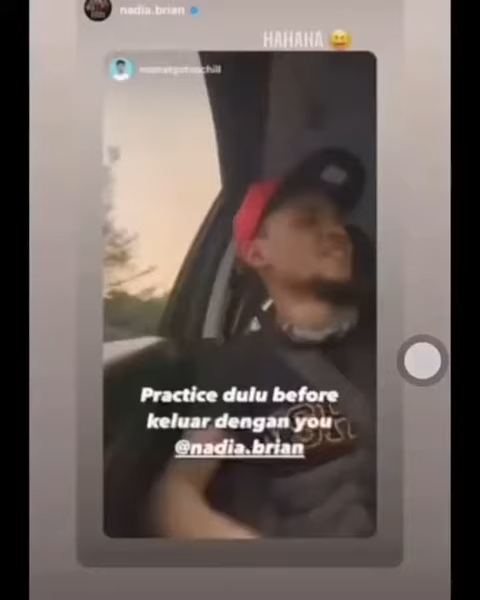 nadia.brian
HAHAHA
Practice dulu before
keluar dengan you
@nadia.brian